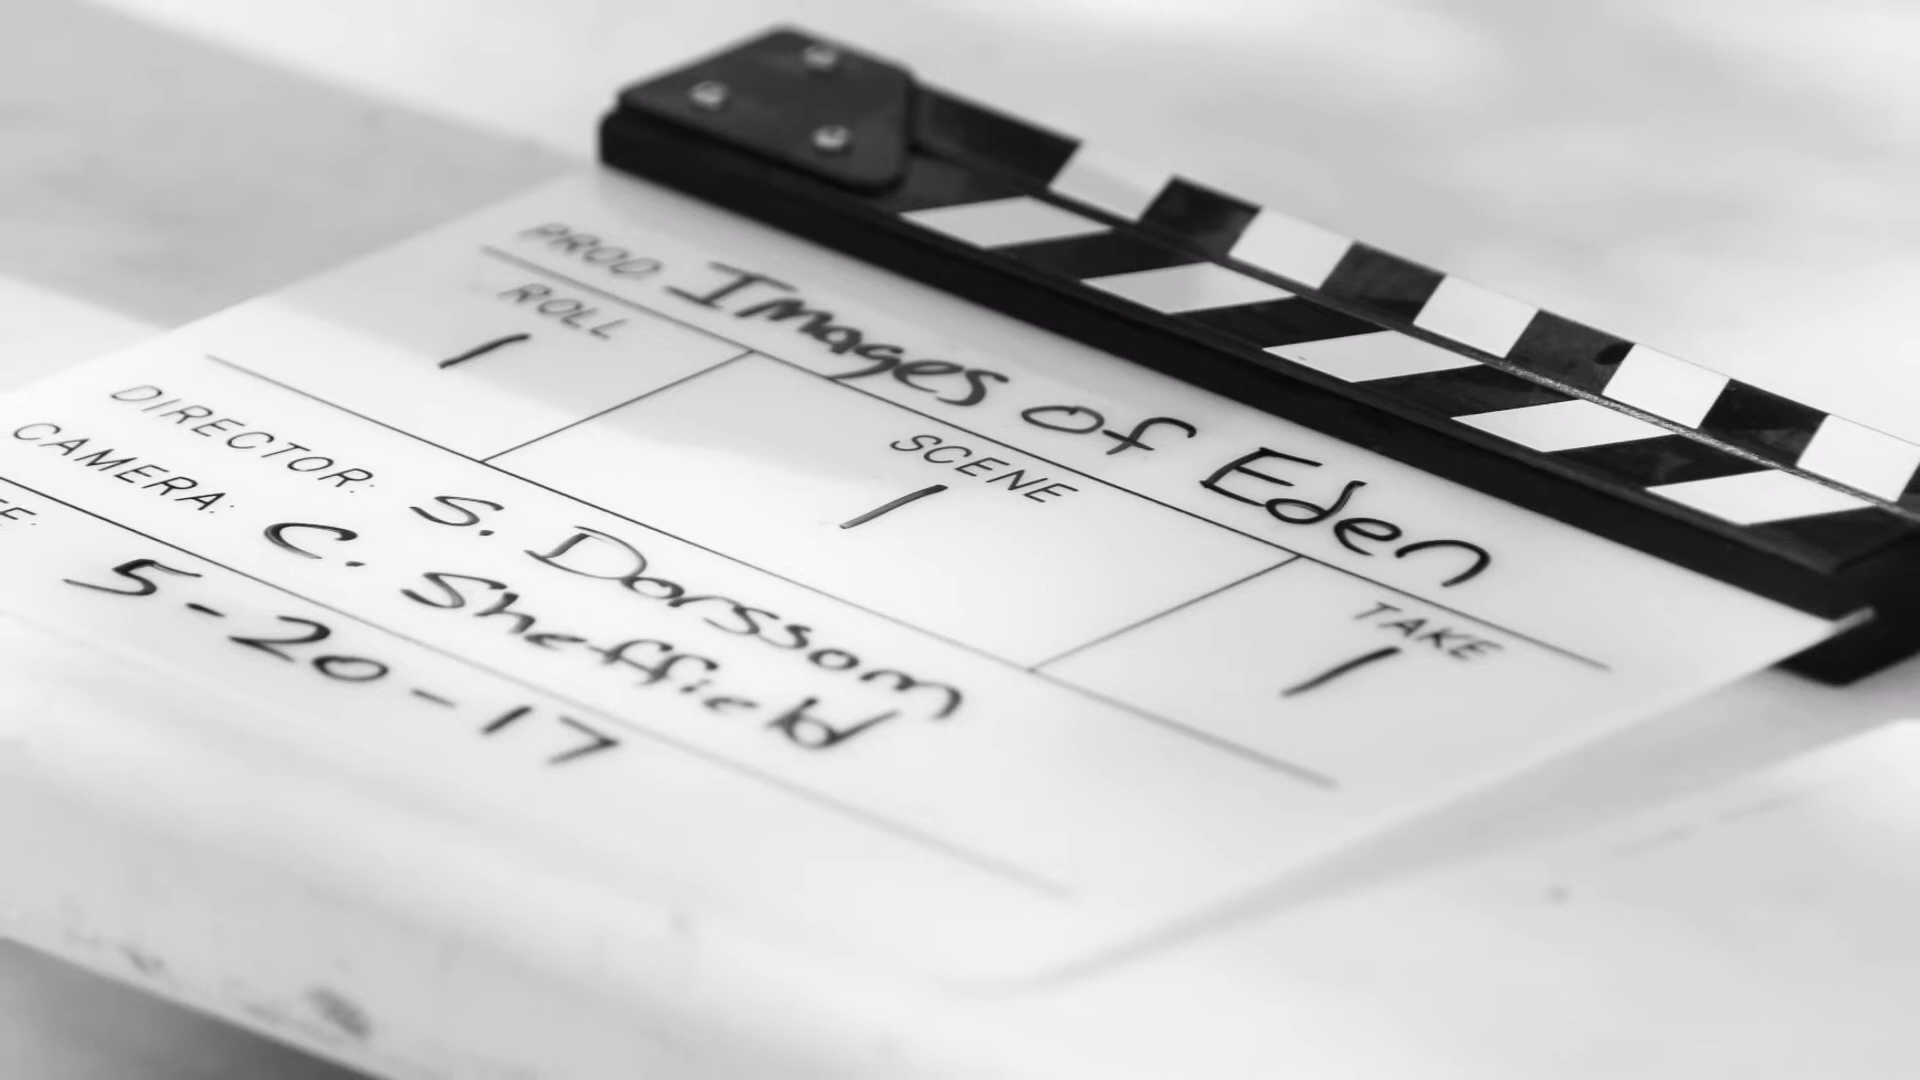 PROD. Images of Eden
ROLL SCENE TAKE
1 1 1
DIRECTOR: S. Dorssom
CAMERA: C. Sheffield
5-20-17